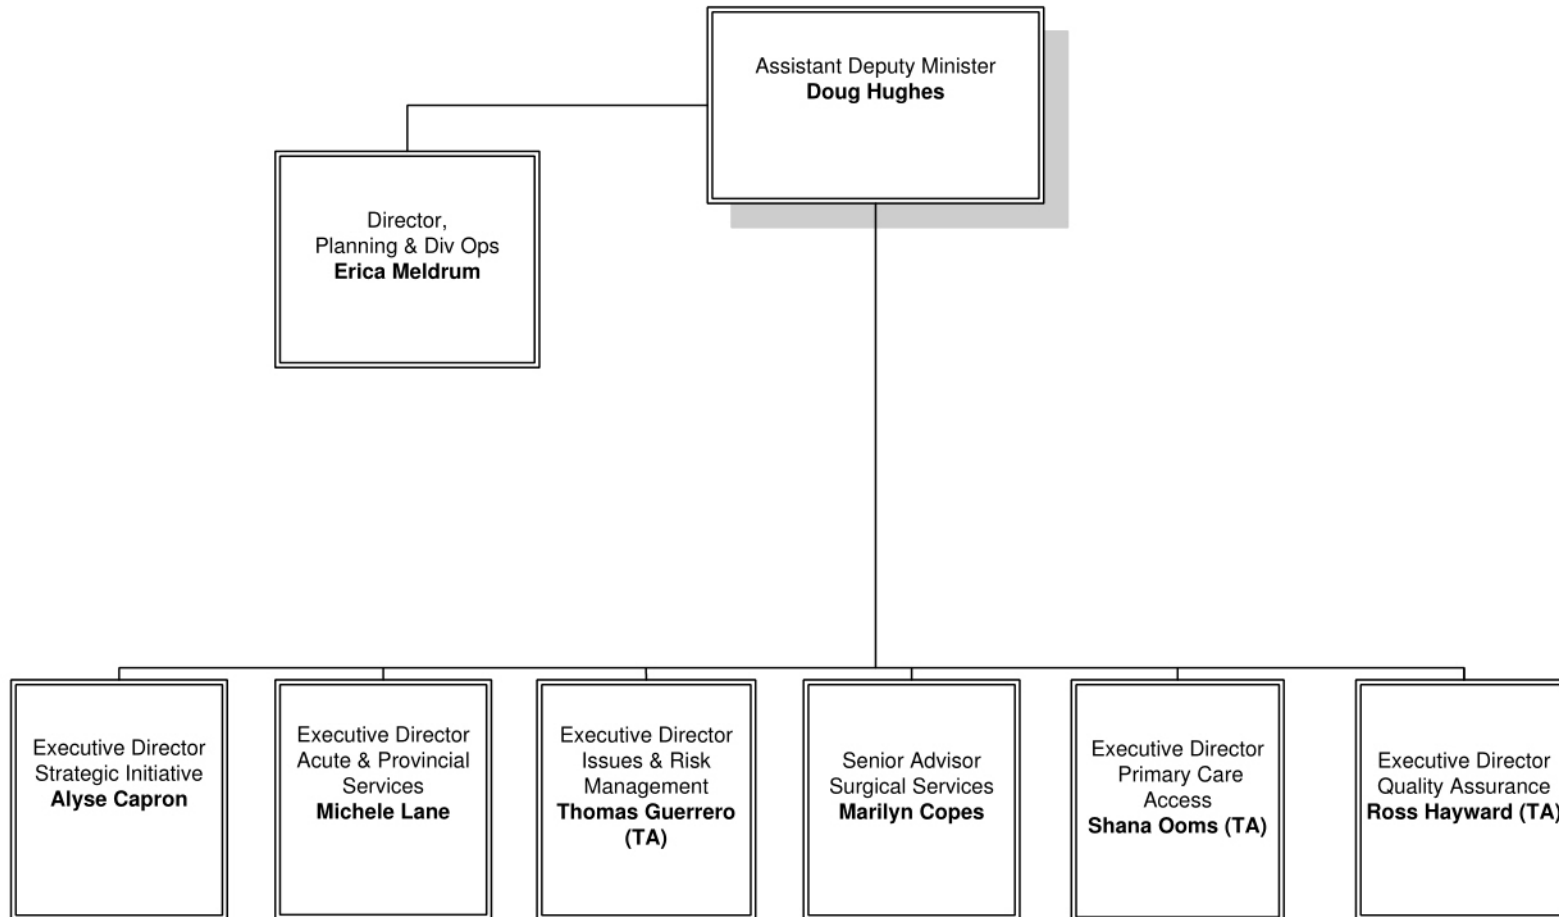 Assistant Deputy Minister
Doug Hughes
Director,
Planning & Div Ops
Erica Meldrum
Executive Director
Strategic Initiative
Alyse Capron
Executive Director
Acute & Provincial
Services
Michele Lane
Executive Director
Issues & Risk
Management
Thomas Guerrero
(TA)
Senior Advisor
Surgical Services
Marilyn Copes
Executive Director
Primary Care
Access
Shana Ooms (TA)
Executive Director
Quality Assurance
Ross Hayward (TA)